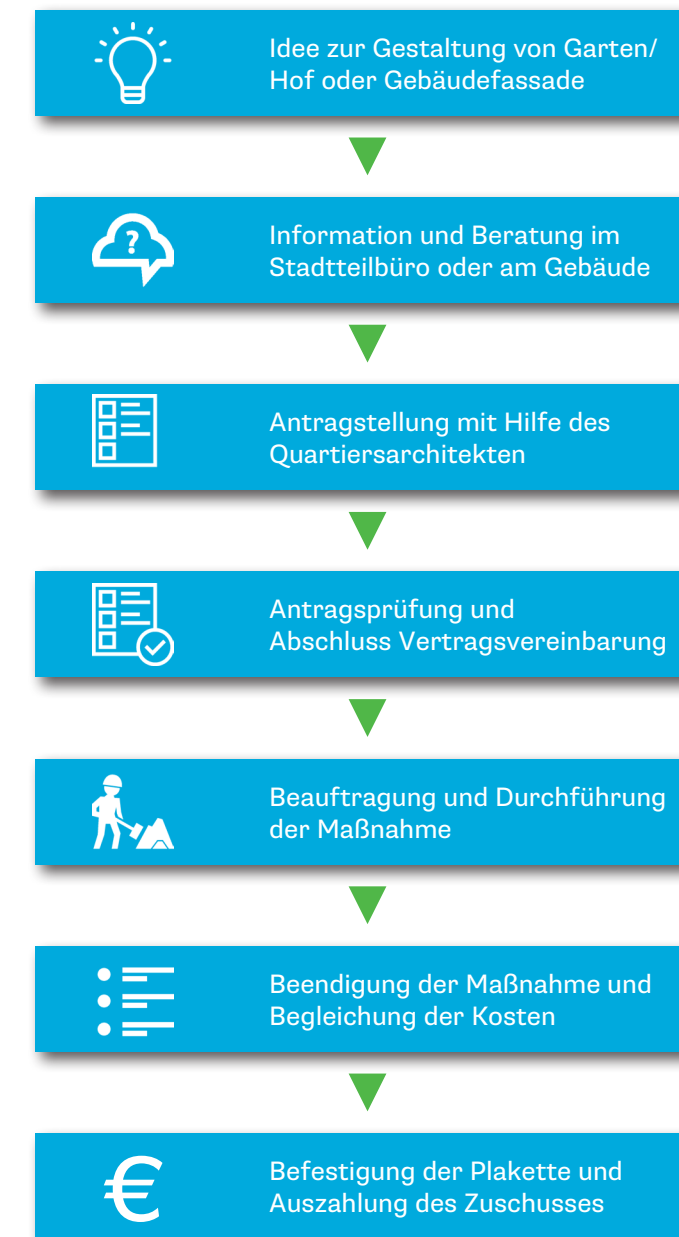 Idee zur Gestaltung von Garten/
Hof oder Gebäudefassade
?
Information und Beratung im
Stadtteilbüro oder am Gebäude
Antragstellung mit Hilfe des
Quartiersarchitekten
Antragsprüfung und
Abschluss Vertragsvereinbarung
Beauftragung und Durchführung
der Maßnahme
Beendigung der Maßnahme und
Begleichung der Kosten
€
Befestigung der Plakette und
Auszahlung des Zuschusses